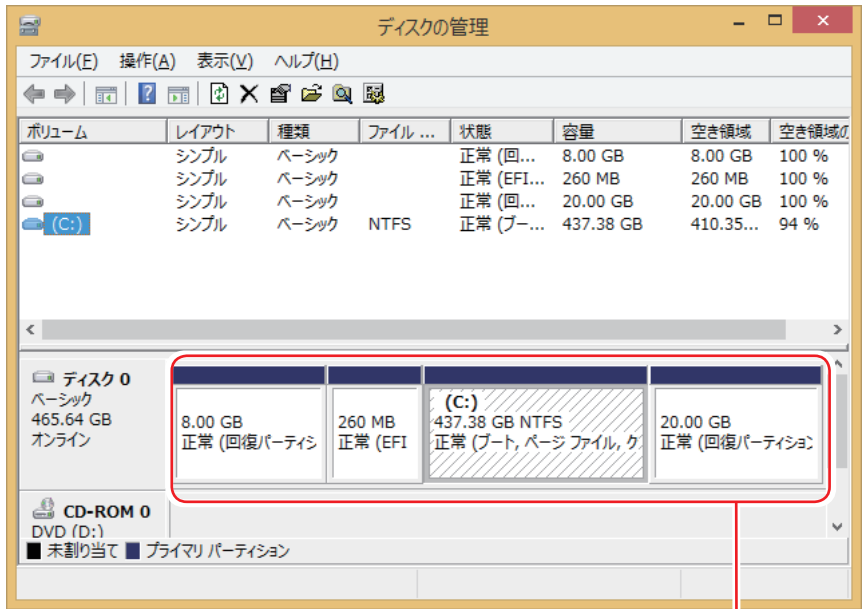 ディスクの管理
ファイル(F) 操作(A) 表示(V) ヘルプ(H)
ボリューム レイアウト 種類 ファイル ... 状態 容量 空き領域 空き領域の
シンプル ベーシック 正常 (回... 8.00 GB 8.00 GB 100 %
シンプル ベーシック 正常 (EFI... 260 MB 260 MB 100 %
シンプル ベーシック 正常 (回... 20.00 GB 20.00 GB 100 %
(C:) シンプル ベーシック NTFS 正常 (ブー... 437.38 GB 410.35... 94 %
ディスク 0
ベーシック
465.64 GB
オンライン
8.00 GB
正常 (回復パーティシ
260 MB
正常 (EFI
(C:)
437.38 GB NTFS
正常 (ブート, ページ ファイル, ク
20.00 GB
正常 (回復パーティション
CD-ROM 0
DVD (D:)
未割り当て プライマリ パーティション